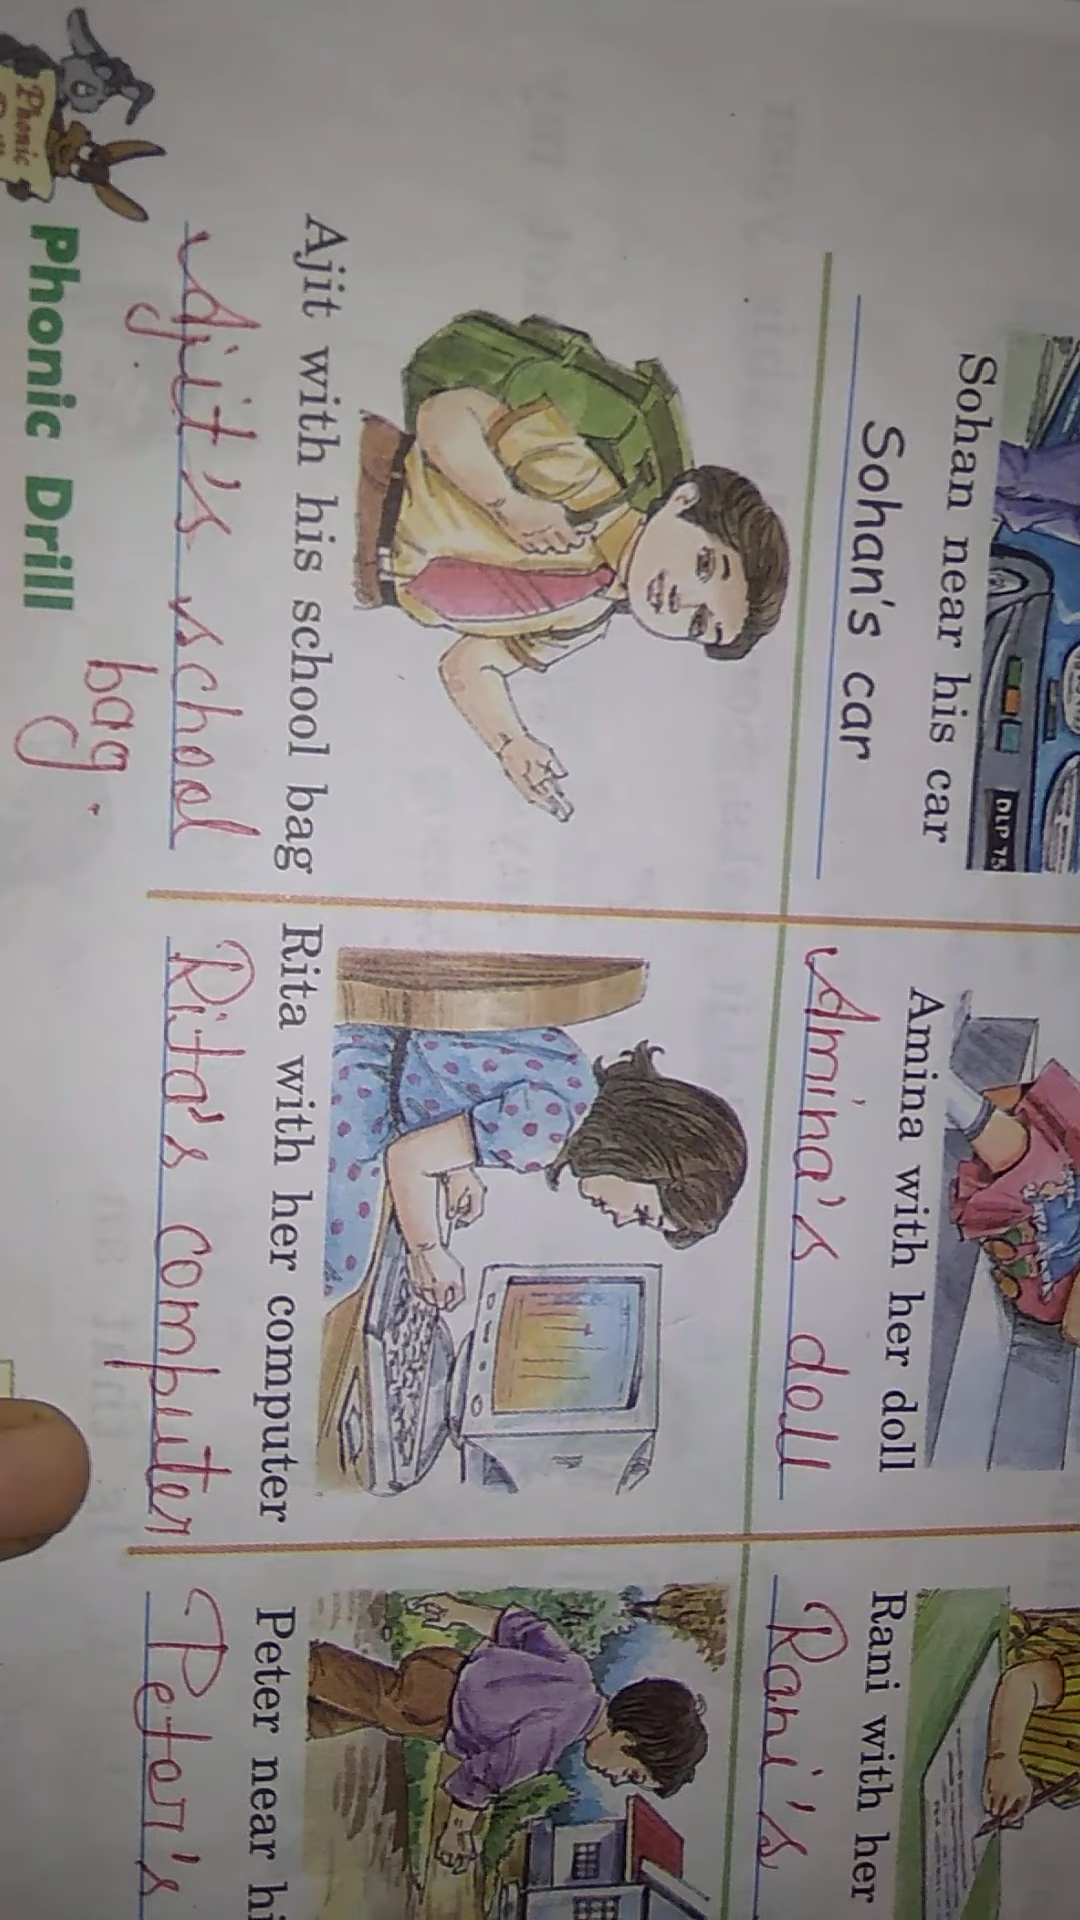 DLP 75
Sohan near his car
Sohan's car
Amina with her doll
Amina's doll
Rani with her
Rani's
Ajit with his school bag
Ajit's school
bag.
Rita with her computer
Rita's computer
Peter near
Peter's
Phonic
Phonic Drill